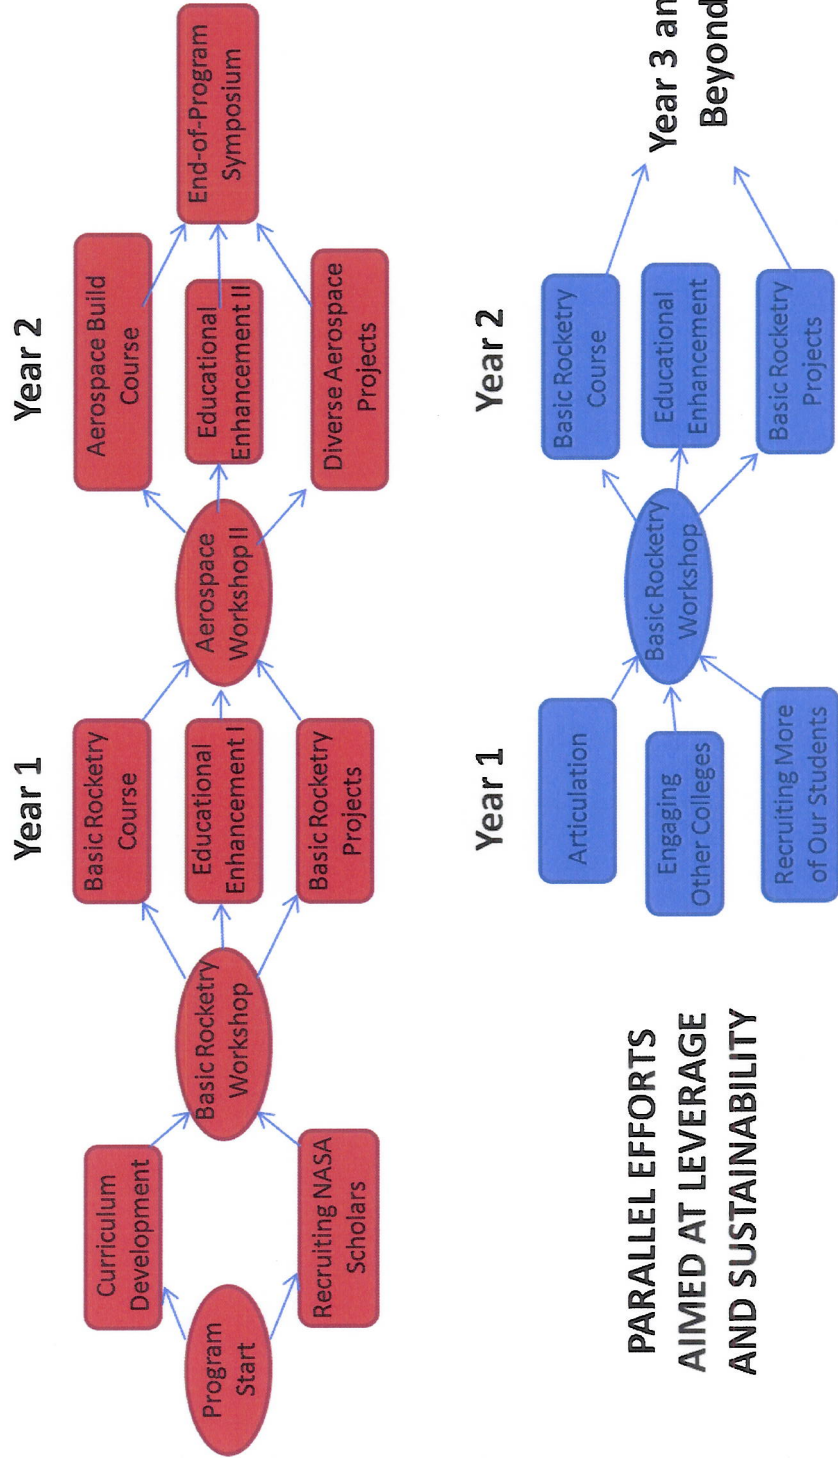 Year 1
Year 2
Program
Start
Curriculum
Development
Recruiting NASA
Scholars
Basic Rocketry
Workshop
Basic Rocketry
Course
Educational
Enhancement I
Basic Rocketry
Projects
Aerospace
Workshop II
Aerospace Build
Course
Educational
Enhancement II
Diverse Aerospace
Projects
End-of-Program
Symposium
PARALLEL EFFORTS
AIMED AT LEVERAGE
AND SUSTAINABILITY
Year 1
Year 2
Articulation
Engaging
Other Colleges
Recruiting More
of Our Students
Basic Rocketry
Workshop
Basic Rocketry
Course
Educational
Enhancement
Basic Rocketry
Projects
Year 3 an
Beyond